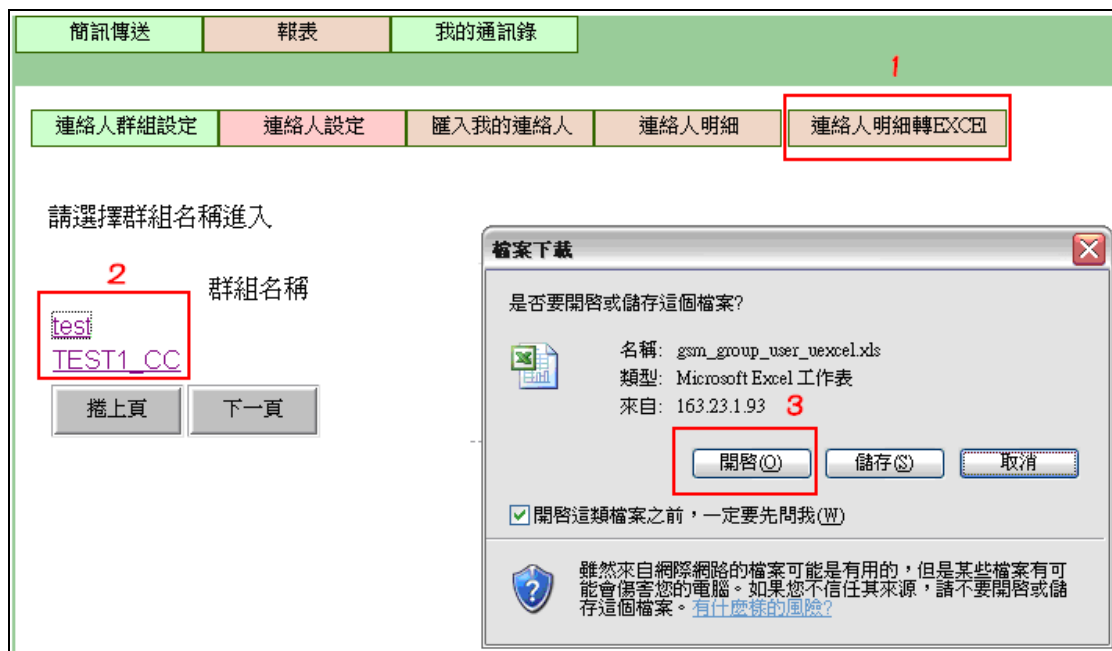 簡訊傳送 報表 我的通訊錄
1
連絡人群組設定 連絡人設定 匯入我的連絡人 連絡人明細 連絡人明細轉EXCEl
請選擇群組名稱進入
2
群組名稱
test
TEST1_CC
捲上頁 下一頁
檔案下載
是否要開啓或儲存這個檔案?
名稱: gsm_group_user_uexcel.xls
類型: Microsoft Excel 工作表
來自: 163.23.1.93
3
開啓(O) 儲存(S) 取消
開啓這類檔案之前，一定要先問我(W)
雖然來自網際網路的檔案可能是有用的，但是某些檔案有可
能會傷害您的電腦。如果您不信任其來源，請不要開啓或儲
存這個檔案。有什麼樣的風險?